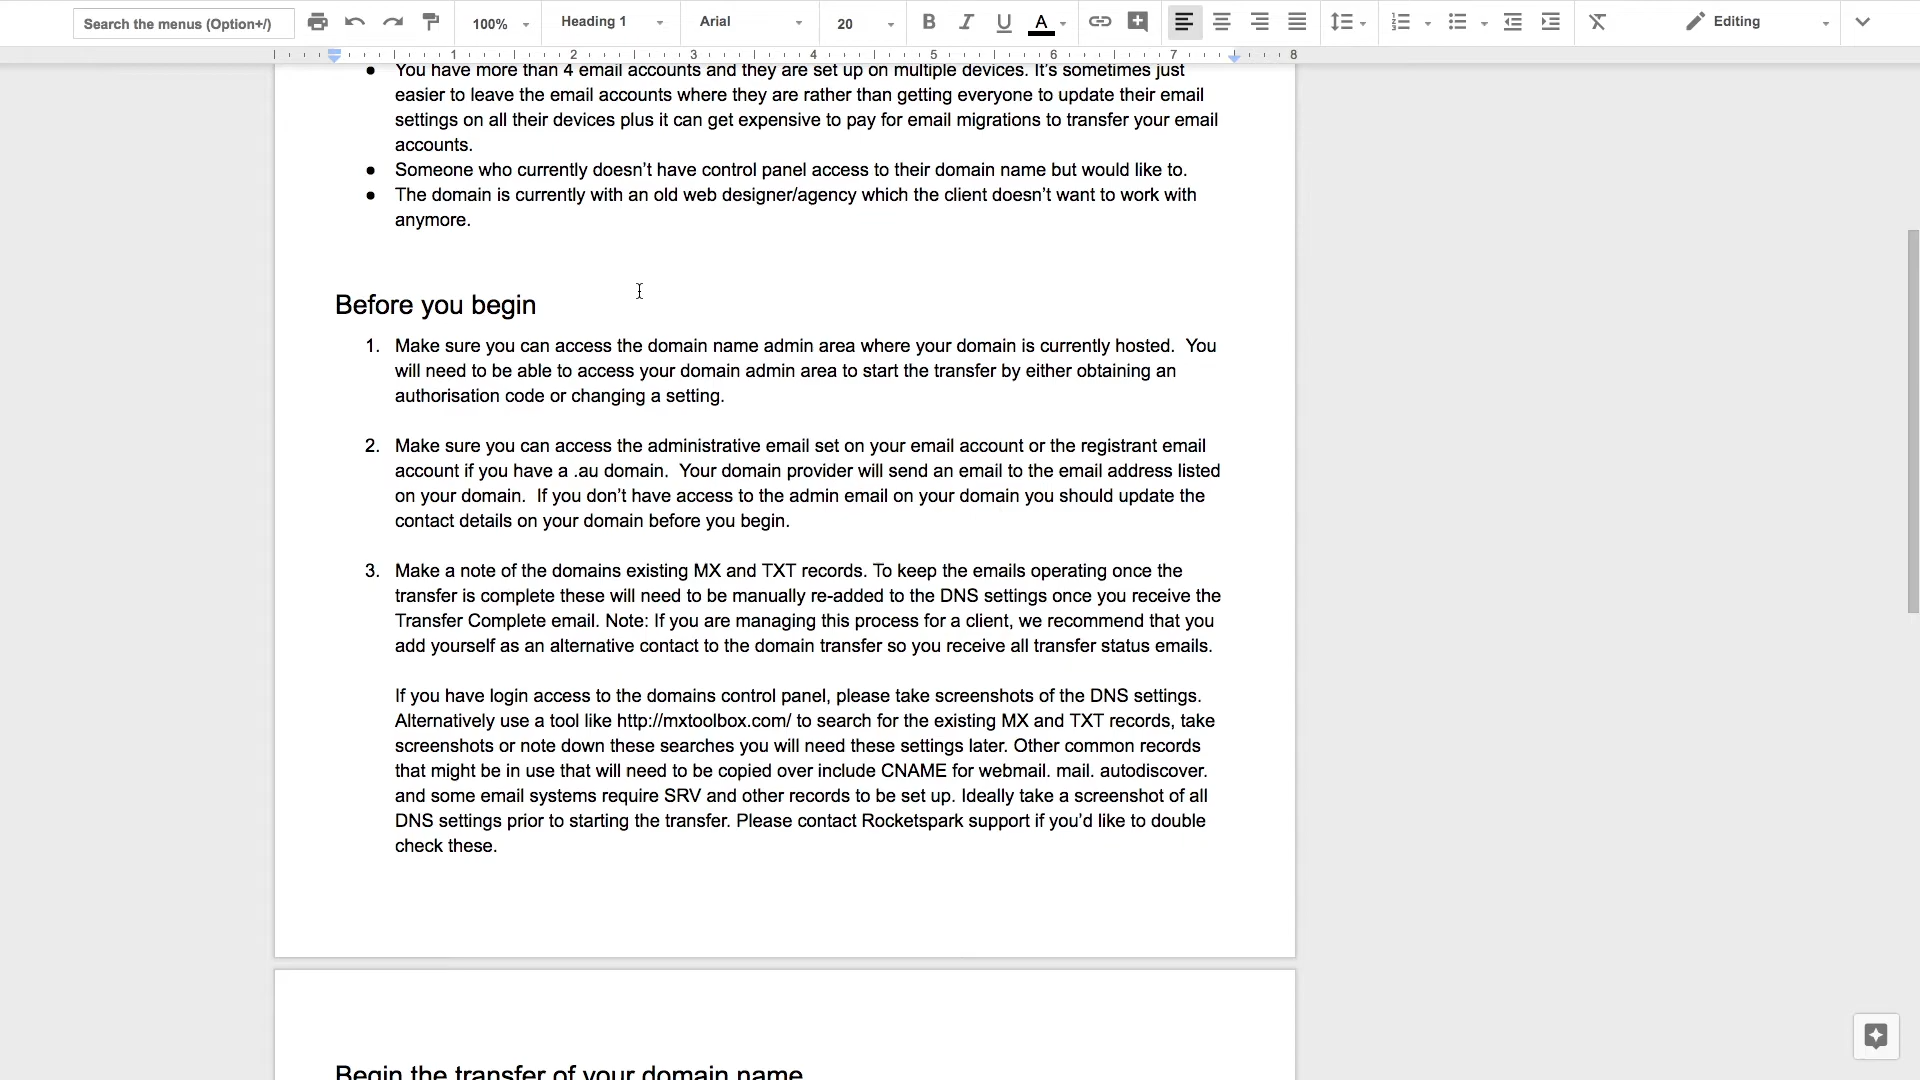 Search the menus (Option+/)
100%
Heading 1
Arial
20
B
I
U
A
Editing
1
2
3
4
5
6
7
8
● You have more than 4 email accounts and they are set up on multiple devices. It's sometimes just
easier to leave the email accounts where they are rather than getting everyone to update their email
settings on all their devices plus it can get expensive to pay for email migrations to transfer your email
accounts.
● Someone who currently doesn't have control panel access to their domain name but would like to.
● The domain is currently with an old web designer/agency which the client doesn't want to work with
anymore.
Before you begin
1. Make sure you can access the domain name admin area where your domain is currently hosted.  You
will need to be able to access your domain admin area to start the transfer by either obtaining an
authorisation code or changing a setting.
2. Make sure you can access the administrative email set on your email account or the registrant email
account if you have a .au domain.  Your domain provider will send an email to the email address listed
on your domain.  If you don't have access to the admin email on your domain you should update the
contact details on your domain before you begin.
3. Make a note of the domains existing MX and TXT records. To keep the emails operating once the
transfer is complete these will need to be manually re-added to the DNS settings once you receive the
Transfer Complete email. Note: If you are managing this process for a client, we recommend that you
add yourself as an alternative contact to the domain transfer so you receive all transfer status emails.
If you have login access to the domains control panel, please take screenshots of the DNS settings.
Alternatively use a tool like http://mxtoolbox.com/ to search for the existing MX and TXT records, take
screenshots or note down these searches you will need these settings later. Other common records
that might be in use that will need to be copied over include CNAME for webmail. mail. autodiscover.
and some email systems require SRV and other records to be set up. Ideally take a screenshot of all
DNS settings prior to starting the transfer. Please contact Rocketspark support if you'd like to double
check these.
Begin the transfer of your domain name